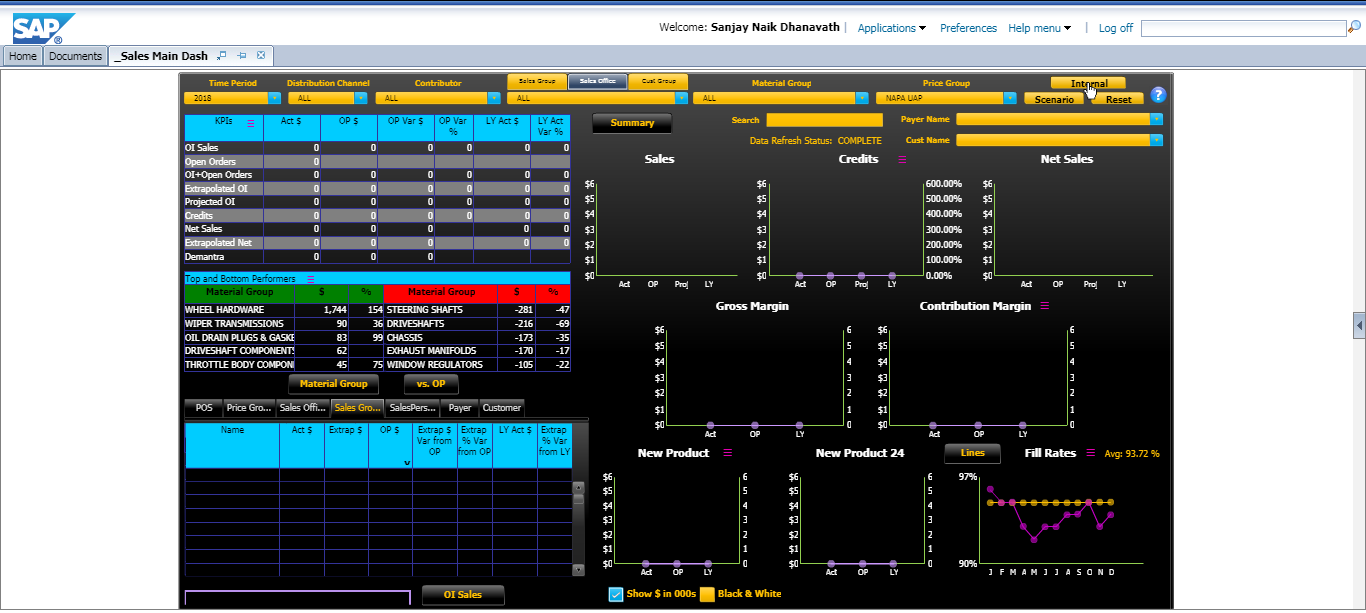 SAP ®
Welcome: Sanjay Naik Dhanavath | Applications Preferences Help menu | Log off
Home Documents _Sales Main Dash
Time Period Distribution Channel Contributor Sales Group Sales Office Cust Group Material Group Price Group Internal
2018 ALL ALL ALL ALL NAPA UAP Scenario Reset ?
KPIs Act $ OP $ OP Var $ OP Var % LY Act $ LY Act Var %
OI Sales 0 0 0 0 0 0
Open Orders 0
OI+Open Orders 0 0 0 0 0 0
Extrapolated OI 0 0 0 0 0 0
Projected OI 0 0 0 0 0 0
Credits 0 0 0 0 0 0
Net Sales 0 0 0 0 0
Extrapolated Net 0 0 0 0 0
Demantra 0 0 0
Summary Search Payer Name
Data Refresh Status: COMPLETE Cust Name
Sales
$6
$5
$4
$3
$2
$1
$0
Act OP Proj LY
Credits
$6 600.00%
$5 500.00%
$4 400.00%
$3 300.00%
$2 200.00%
$1 100.00%
$0 0.00%
Act OP Proj LY
Net Sales
$6
$5
$4
$3
$2
$1
$0
Act OP Proj LY
Top and Bottom Performers
Material Group $ % Material Group $ %
WHEEL HARDWARE 1,744 154 STEERING SHAFTS -281 -47
WIPER TRANSMISSIONS 90 36 DRIVESHAFTS -216 -69
OIL DRAIN PLUGS & GASKE 83 99 CHASSIS -173 -35
DRIVESHAFT COMPONENTS 62 EXHAUST MANIFOLDS -170 -17
THROTTLE BODY COMPON 45 75 WINDOW REGULATORS -105 -22
Material Group vs. OP
Gross Margin
$6 6
$5 5
$4 4
$3 3
$2 2
$1 1
$0 0
Act OP LY
Contribution Margin
$6 6
$5 5
$4 4
$3 3
$2 2
$1 1
$0 0
Act OP LY
POS Price Gro... Sales Offi... Sales Gro... SalesPers... Payer Customer
Name Act $ Extrap $ OP $ Extrap $ Var from OP Extrap % Var from OP LY Act $ Extrap % Var from LY
New Product
$6 6
$5 5
$4 4
$3 3
$2 2
$1 1
$0 0
Act OP LY
New Product 24
$6 6
$5 5
$4 4
$3 3
$2 2
$1 1
$0 0
Act OP LY
Lines Fill Rates Avg: 93.72 %
97%
90%
J F M A M J J A S O N D
OI Sales Show $ in 000s Black & White